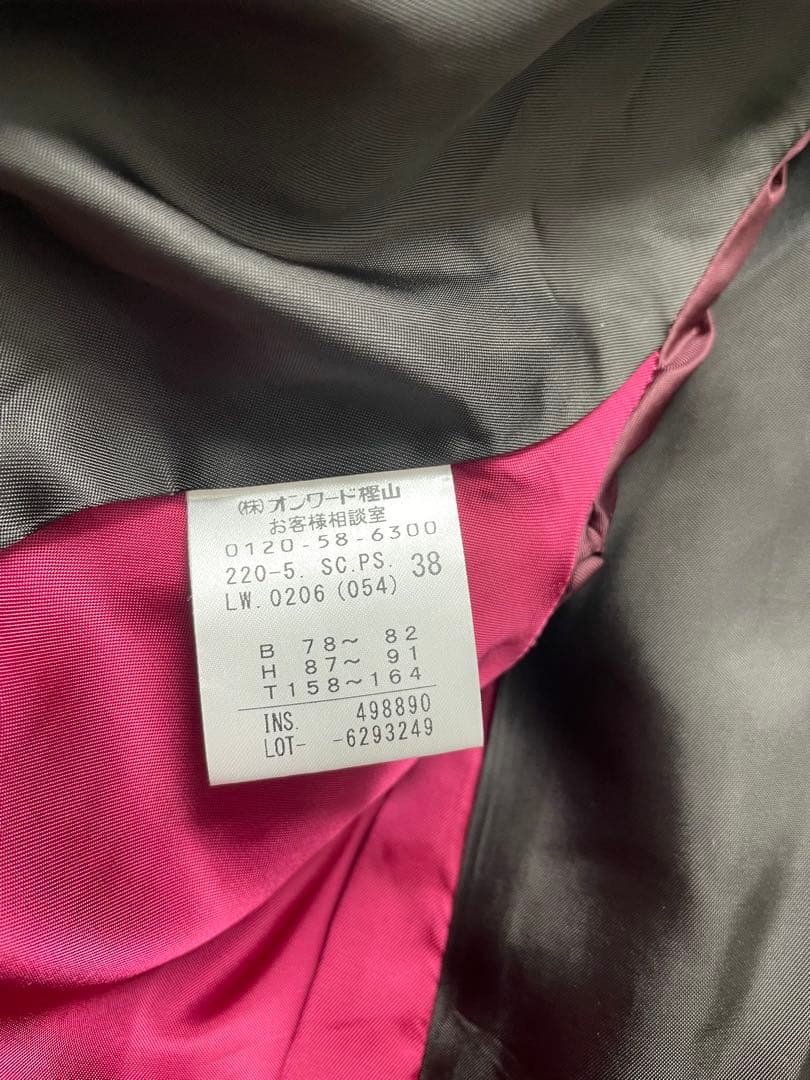 (株)オンワード樫山
お客様相談室
0120-58-6300
220-5. SC.PS. 38
LW.0206 (054)
B 78～ 82
H 87～ 91
T 158～164
INS. 498890
LOT- -6293249